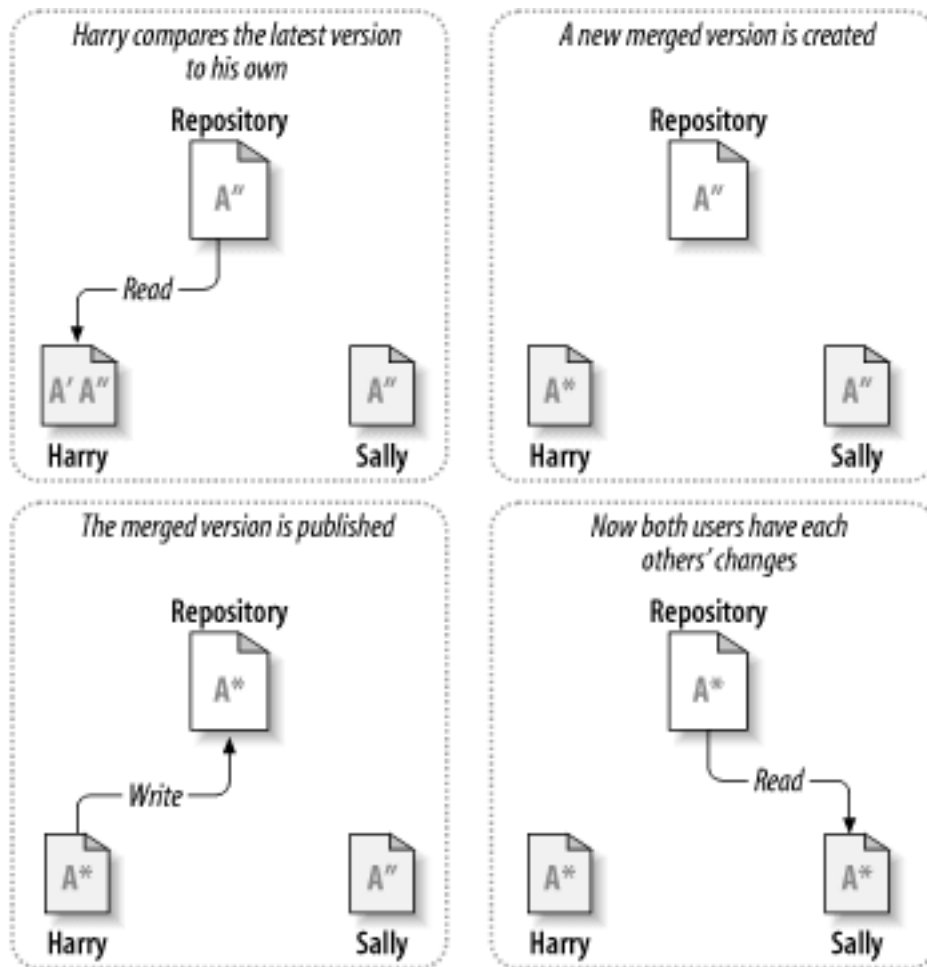 Harry compares the latest version
to his own
Repository
A″
Read
A′ A″
A″
Harry
Sally
A new merged version is created
Repository
A″
A*
A″
Harry
Sally
The merged version is published
Repository
A*
Write
A*
A″
Harry
Sally
Now both users have each
others’ changes
Repository
A*
Read
A*
A*
Harry
Sally